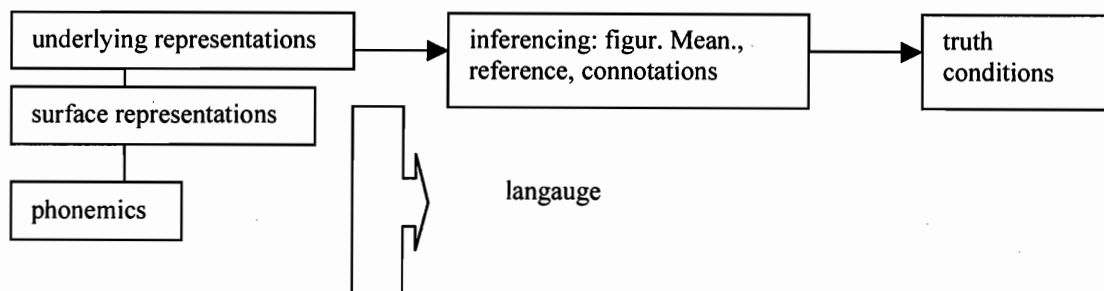 underlying representations
inferencing: figur. Mean.,
reference, connotations
truth
conditions
surface representations
phonemics
langauge